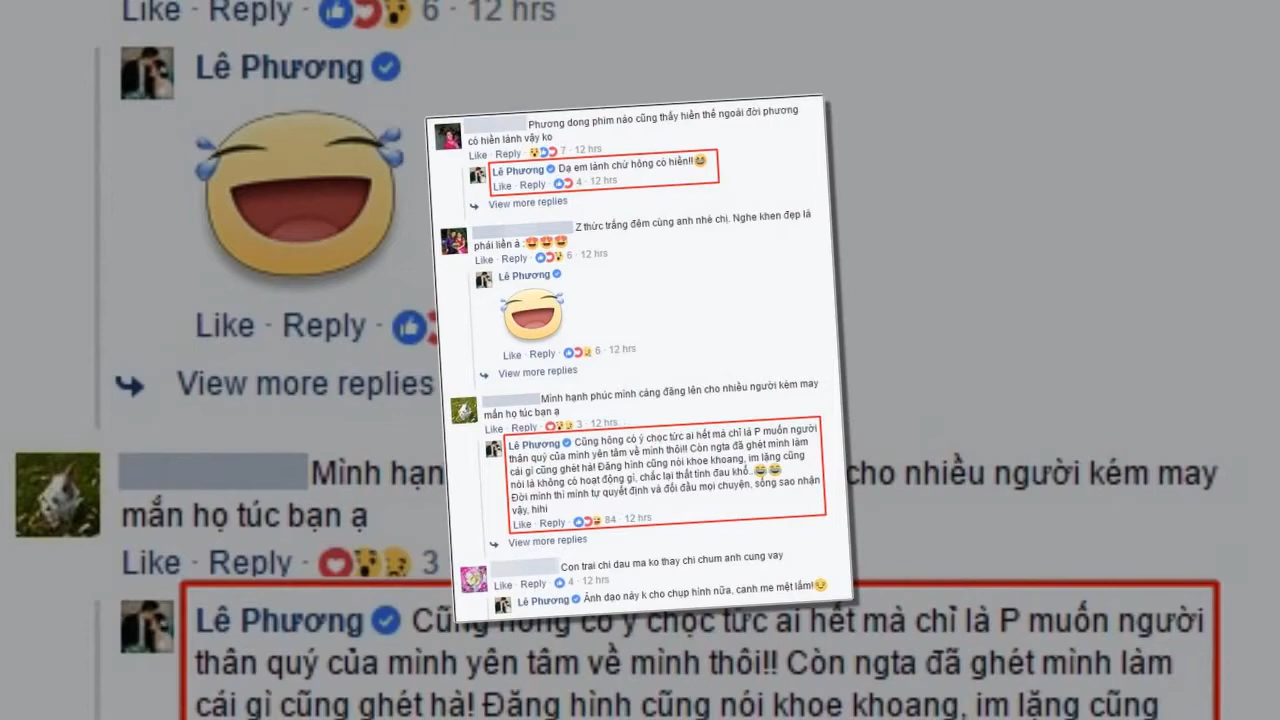 Like · Reply · 6 · 12 hrs
Lê Phương
Like · Reply ·
View more replies
Mình hạn
cho nhiều người kém may
mắn họ túc bạn ạ
Like · Reply · 3
Lê Phương Cũng hông có ý chọc tức ai hết mà chỉ là P muốn người
thân quý của mình yên tâm về mình thôi!! Còn ngta đã ghét mình làm
cái gì cũng ghét hà! Đăng hình cũng nói khoe khoang, im lặng cũng
Phương dong phim nào cũng thấy hiền thế ngoài đời phương
có hiền lành vậy ko
Like · Reply · 7 · 12 hrs
Lê Phương Dạ em lành chứ hông có hiền!!
Like · Reply · 4 · 12 hrs
View more replies
Z thức trắng đêm cùng anh nhé chị. Nghe khen đẹp là
phái liền á :
Like · Reply · 6 · 12 hrs
Lê Phương
Like · Reply · 6 · 12 hrs
View more replies
Mình hạnh phúc mình càng đăng lên cho nhiều người kém may
mắn họ túc bạn ạ
Like · Reply · 3 · 12 hrs
Lê Phương Cũng hông có ý chọc tức ai hết mà chỉ là P muốn người
thân quý của mình yên tâm về mình thôi!! Còn ngta đã ghét mình làm
cái gì cũng ghét hà! Đăng hình cũng nói khoe khoang, im lặng cũng
nói là không có hoạt động gì, chắc lại thất tình đau khổ..
Đời mình thì mình tự quyết định và đối đầu mọi chuyện, sống sao nhận
vậy, hihi
Like · Reply · 84 · 12 hrs
View more replies
Con trai chi dau ma ko thay chi chum anh cung vay
Like · Reply · 4 · 12 hrs
Lê Phương Ảnh dạo này k cho chụp hình nữa, canh me mệt lắm!